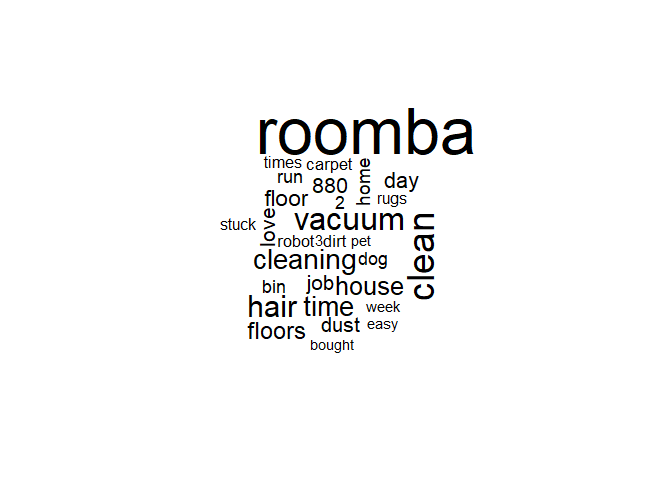 roomba
times carpet home
run 880 day
floor 2 rugs
love vacuum clean
stuck
robot 3 dirt pet
cleaning dog
bin job house
hair time week
floors dust easy
bought